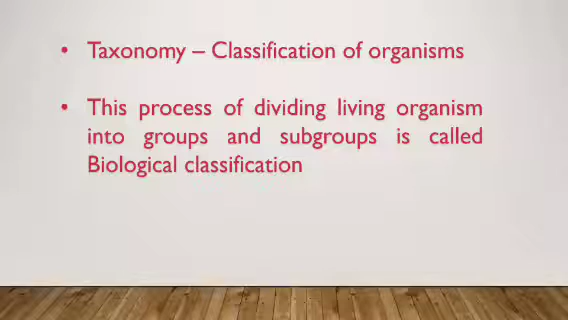 • Taxonomy – Classification of organisms
• This process of dividing living organism
into groups and subgroups is called
Biological classification